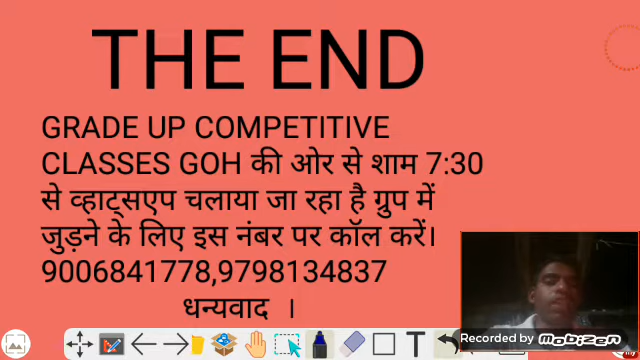 THE END
GRADE UP COMPETITIVE
CLASSES GOH की ओर से शाम 7:30
से व्हाट्सएप चलाया जा रहा है ग्रुप में
जुड़ने के लिए इस नंबर पर कॉल करें।
9006841778,9798134837
धन्यवाद ।
T
Recorded by MOBIZEN